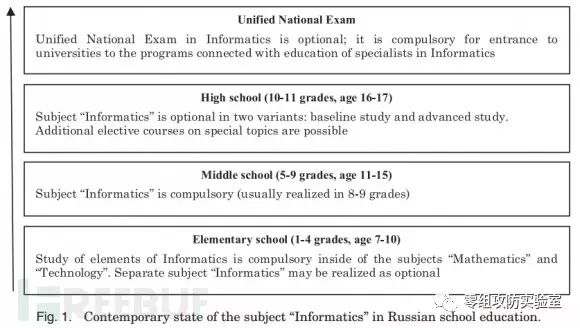 Unified National Exam
Unified National Exam in Informatics is optional; it is compulsory for entrance to
universities to the programs connected with education of specialists in Informatics
High school (10-11 grades, age 16-17)
Subject “Informatics” is optional in two variants: baseline study and advanced study.
Additional elective courses on special topics are possible
Middle school (5-9 grades, age 11-15)
Subject “Informatics” is compulsory (usually realized in 8-9 grades)
Elementary school (1-4 grades, age 7-10)
Study of elements of Informatics is compulsory inside of the subjects “Mathematics” and
“Technology”. Separate subject “Informatics” may be realized as optional
REEBUF
零组攻防实验室
Fig. 1. Contemporary state of the subject “Informatics” in Russian school education.